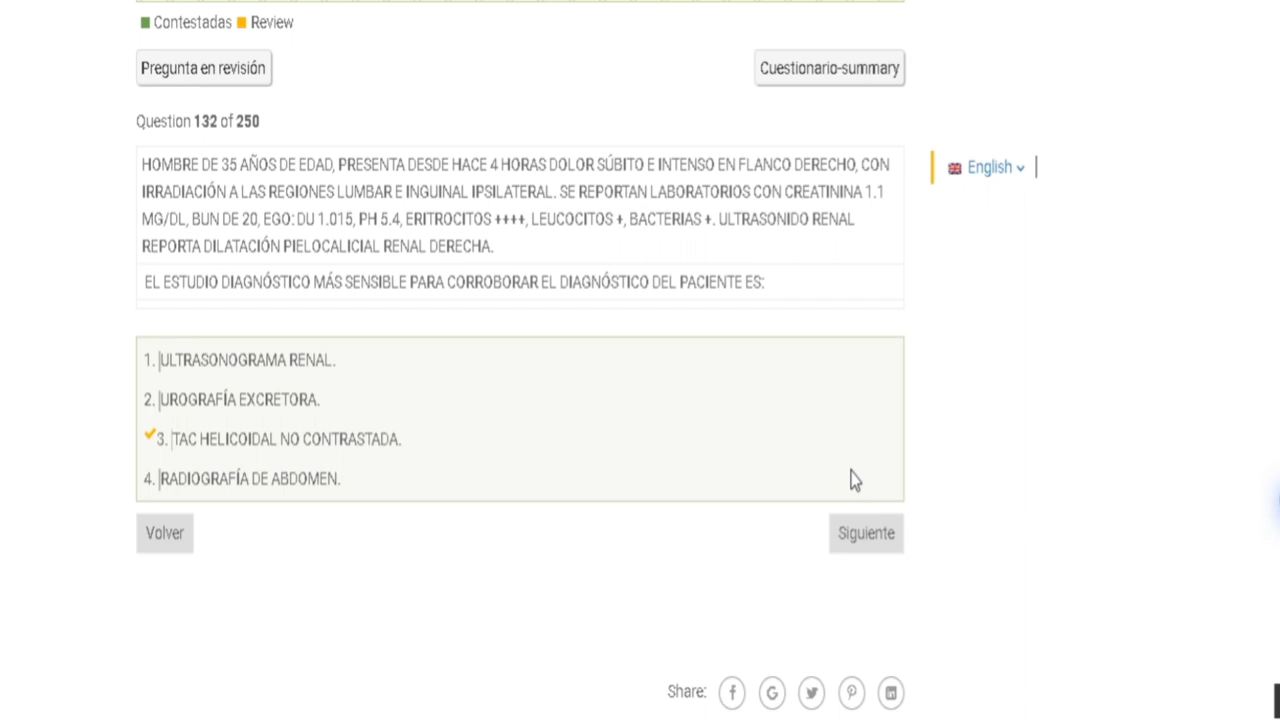 Contestadas Review
Pregunta en revisión Cuestionario-summary
Question 132 of 250
HOMBRE DE 35 AÑOS DE EDAD, PRESENTA DESDE HACE 4 HORAS DOLOR SÚBITO E INTENSO EN FLANCO DERECHO, CON
IRRADIACIÓN A LAS REGIONES LUMBAR E INGUINAL IPSILATERAL. SE REPORTAN LABORATORIOS CON CREATININA 1.1
MG/DL, BUN DE 20, EGO: DU 1.015, PH 5.4, ERITROCITOS ++++, LEUCOCITOS +, BACTERIAS +. ULTRASONIDO RENAL
REPORTA DILATACIÓN PIELOCALICIAL RENAL DERECHA.
English
EL ESTUDIO DIAGNÓSTICO MÁS SENSIBLE PARA CORROBORAR EL DIAGNÓSTICO DEL PACIENTE ES:
1. ULTRASONOGRAMA RENAL.
2. UROGRAFÍA EXCRETORA.
3. TAC HELICOIDAL NO CONTRASTADA.
4. RADIOGRAFÍA DE ABDOMEN.
Volver Siguiente
Share: